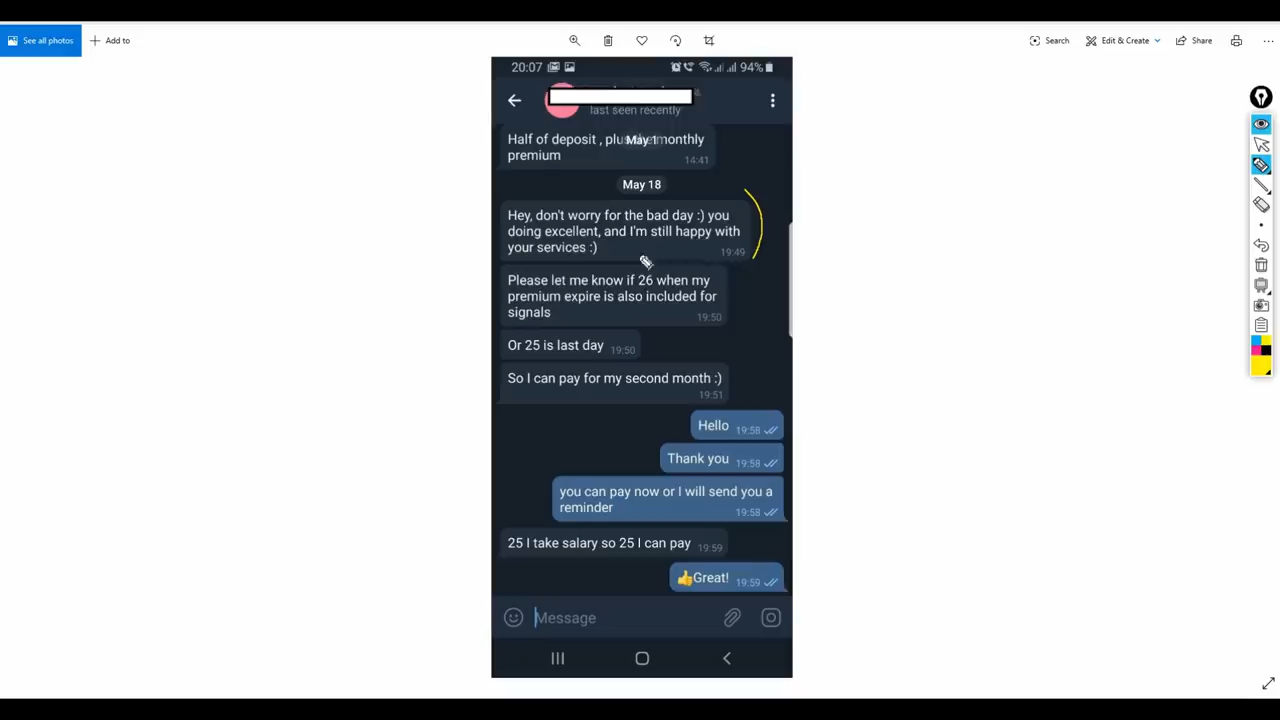 See all photos
Add to
Search
Edit & Create
Share
20:07
94%
last seen recently
May 1
Half of deposit , plus the monthly
premium
14:41
May 18
Hey, don't worry for the bad day :) you
doing excellent, and I'm still happy with
your services :)
19:49
Please let me know if 26 when my
premium expire is also included for
signals
19:50
Or 25 is last day
19:50
So I can pay for my second month :)
19:51
Hello
19:58
Thank you
19:58
you can pay now or I will send you a
reminder
19:58
25 I take salary so 25 I can pay
19:59
👍Great!
19:59
Message